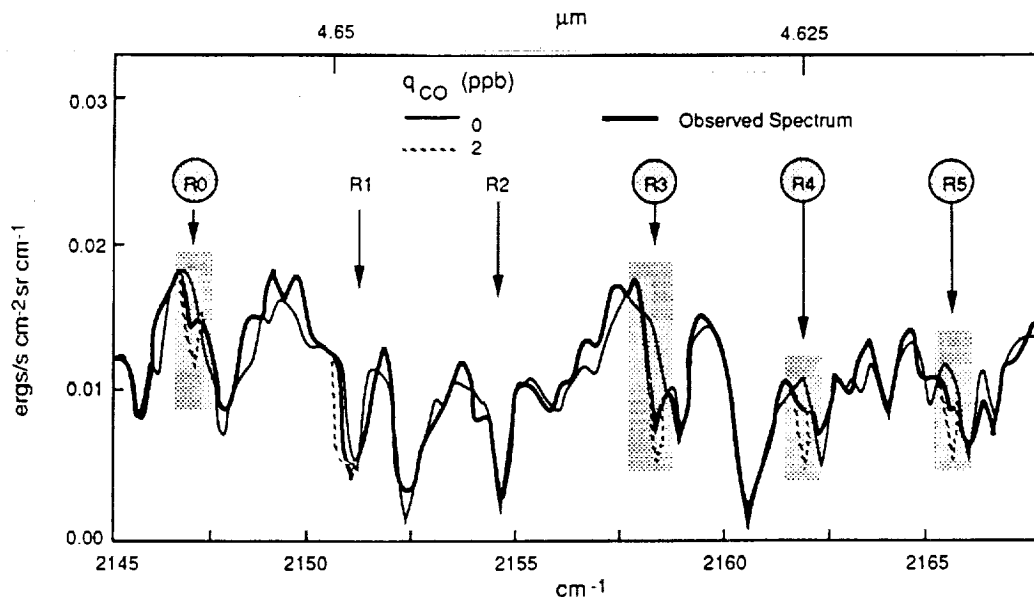 μm
4.65 4.625
q_CO (ppb)
0
2
Observed Spectrum
R0 R1 R2 R3 R4 R5
0.03
0.02
0.01
0.00
ergs/s cm-2 sr cm-1
2145 2150 2155 2160 2165
cm-1